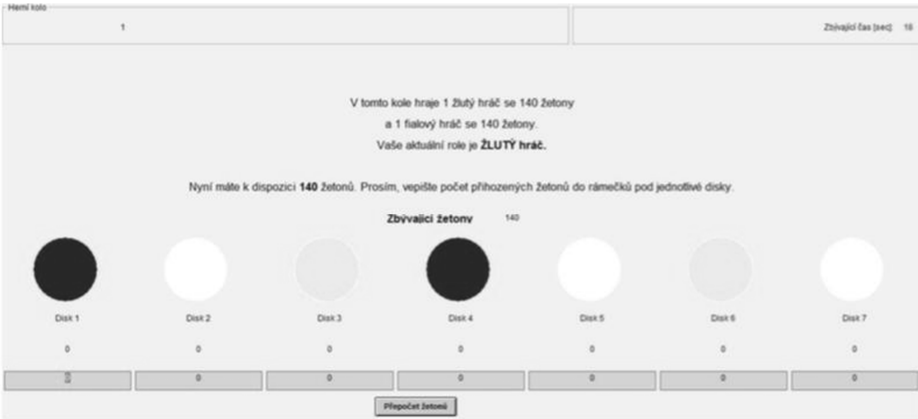 Herní kolo
1
Zbývající čas [sec]: 18
V tomto kole hraje 1 žlutý hráč se 140 žetony
a 1 fialový hráč se 140 žetony.
Vaše aktuální role je ŽLUTÝ hráč.
Nyní máte k dispozici 140 žetonů. Prosím, vepište počet přihozených žetonů do rámečků pod jednotlivé disky.
Zbývající žetony 140
Disk 1 Disk 2 Disk 3 Disk 4 Disk 5 Disk 6 Disk 7
0 0 0 0 0 0 0
0 0 0 0 0 0
Přepočet žetonů